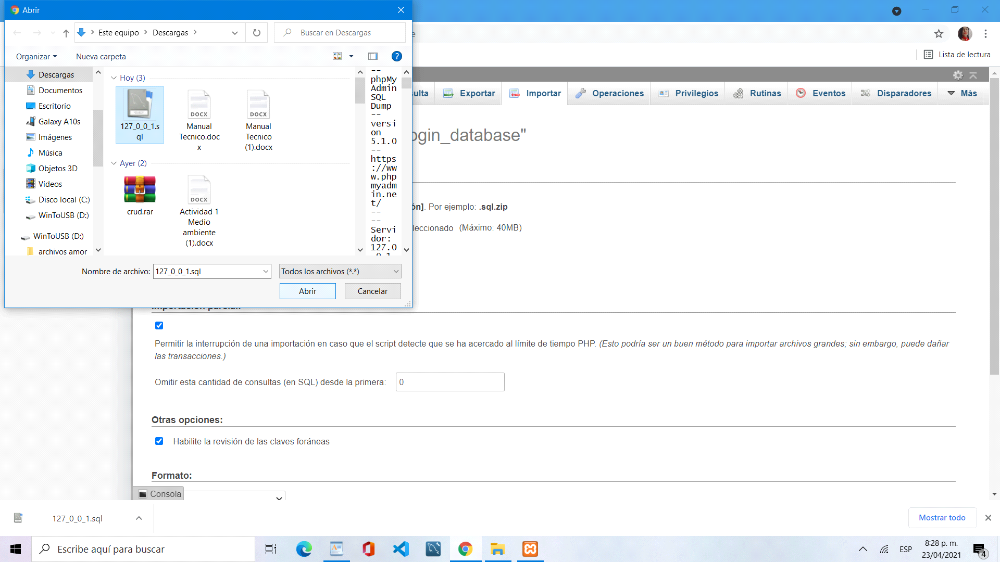 Abrir
Este equipo
Descargas
Buscar en Descargas
Organizar
Nueva carpeta
Lista de lectura
Descargas
Documentos
Escritorio
Galaxy A10s
Imágenes
Música
Objetos 3D
Videos
Disco local (C:)
WinToUSB (D:)
WinToUSB (D:)
archivos amor
Hoy (3)
127_0_0_1.s
ql
Manual
Tecnico.doc
x
Manual
Tecnico
(1).docx
DOCX
DOCX
Ayer (2)
crud.rar
DOCX
Actividad 1
Medio
ambiente
(1).docx
--
phpMy
Admin
SQL
Dump
--
versi
on
5.1.0
--
https
://ww
w.php
myadm
in.ne
t/
--
--
Servi
dor:
127.0
Nombre de archivo:
127_0_0_1.sql
Todos los archivos (*.*)
Abrir
Cancelar
ulta
Exportar
Importar
Operaciones
Privilegios
Rutinas
Eventos
Disparadores
Más
ogin_database"
ón]. Por ejemplo: .sql.zip
leccionado (Máximo: 40MB)
Importación parcial:
Permitir la interrupción de una importación en caso que el script detecte que se ha acercado al límite de tiempo PHP. (Esto podría ser un buen método para importar archivos grandes; sin embargo, puede dañar
las transacciones.)
Omitir esta cantidad de consultas (en SQL) desde la primera:
0
Otras opciones:
Habilite la revisión de las claves foráneas
Formato:
Consola
127_0_0_1.sql
Mostrar todo
Escribe aquí para buscar
ESP
8:28 p. m.
23/04/2021
4